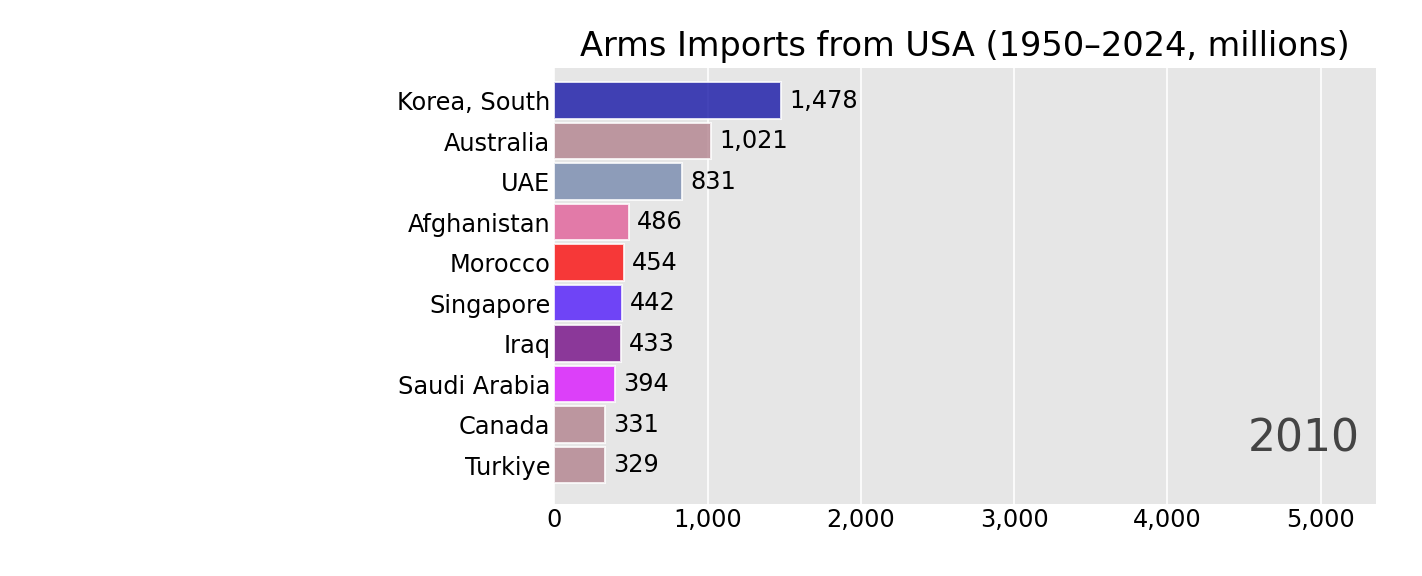 Arms Imports from USA (1950–2024, millions)
Korea, South 1,478
Australia 1,021
UAE 831
Afghanistan 486
Morocco 454
Singapore 442
Iraq 433
Saudi Arabia 394
Canada 331
Turkiye 329
2010
0 1,000 2,000 3,000 4,000 5,000